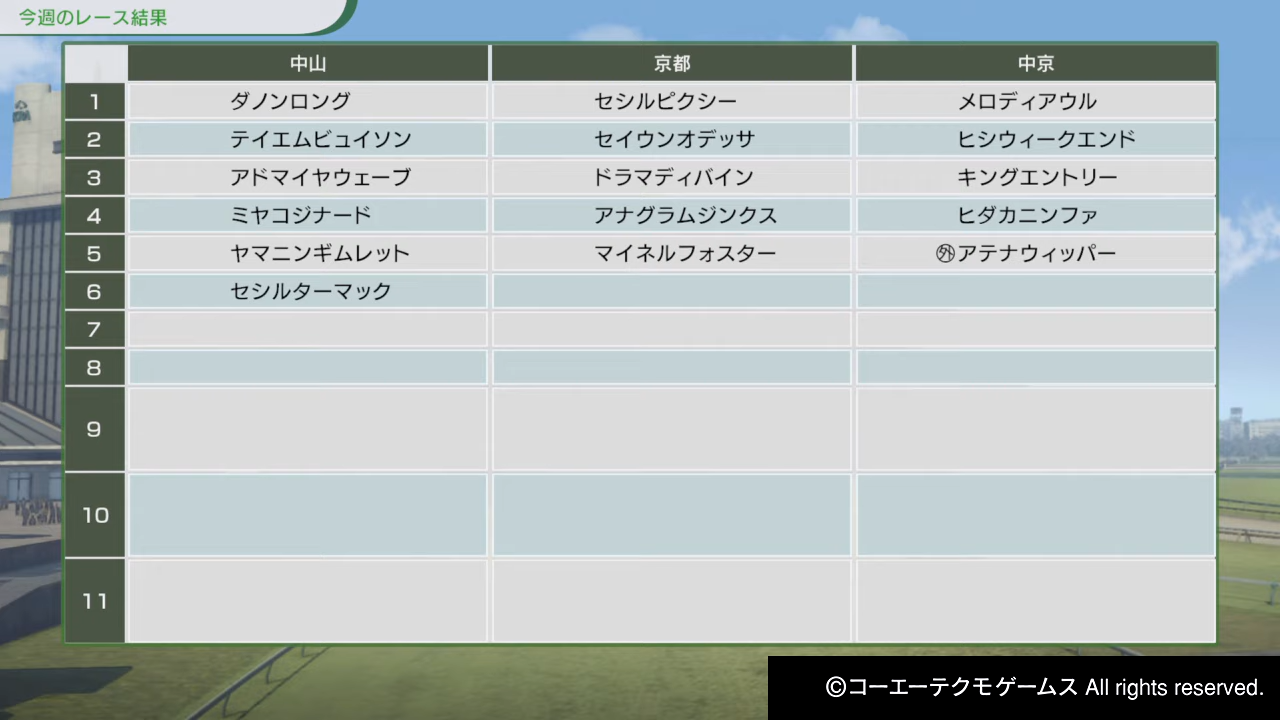 今週のレース結果
中山 京都 中京
1 ダノンロング セシルピクシー メロディアウル
2 テイエムビュイソン セイウンオデッサ ヒシウィークエンド
3 アドマイヤウェーブ ドラマディバイン キングエントリー
4 ミヤコジナード アナグラムジンクス ヒダカニンファ
5 ヤマニンギムレット マイネルフォスター ㊕アテナウィッパー
6 セシルターマック
7
8
9
10
11
©コーエーテクモゲームス All rights reserved.